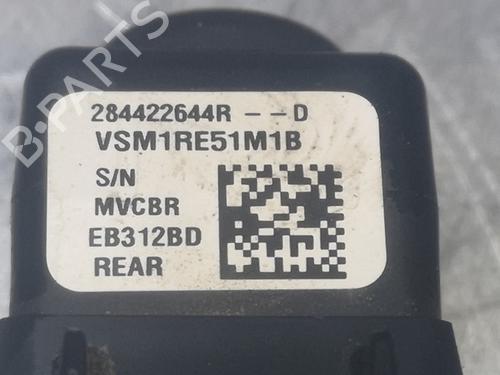 284422644R -- D
VSM1RE51M1B
S/N
MVCBR
EB312BD
REAR
B-PARTS